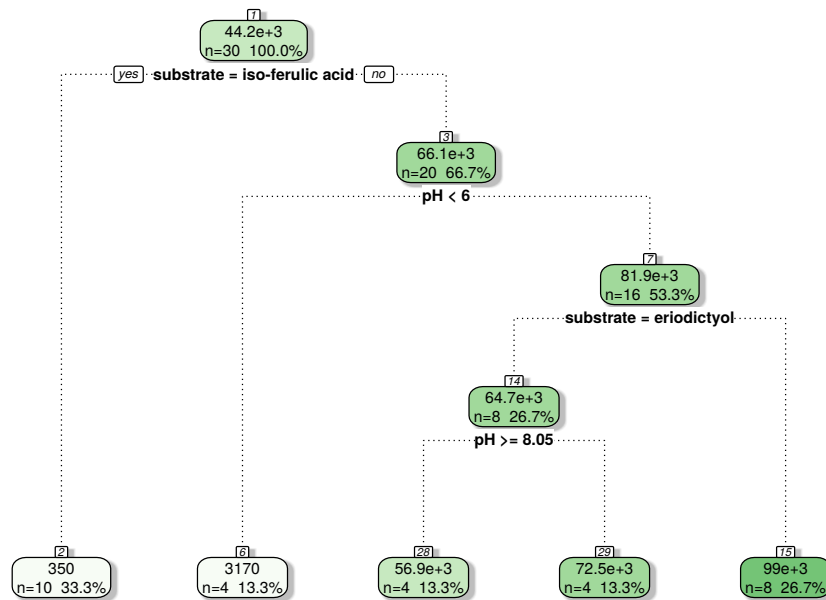 1
44.2e+3
n=30 100.0%
yes substrate = iso-ferulic acid no
3
66.1e+3
n=20 66.7%
pH < 6
7
81.9e+3
n=16 53.3%
substrate = eriodictyol
14
64.7e+3
n=8 26.7%
pH >= 8.05
2
350
n=10 33.3%
6
3170
n=4 13.3%
28
56.9e+3
n=4 13.3%
29
72.5e+3
n=4 13.3%
15
99e+3
n=8 26.7%